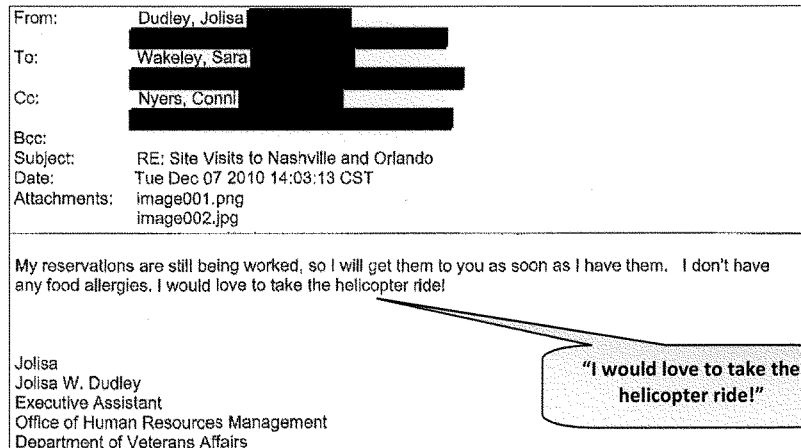 From: Dudley, Jolisa
To: Wakeley, Sara
Cc: Nyers, Conni
Bcc:
Subject: RE: Site Visits to Nashville and Orlando
Date: Tue Dec 07 2010 14:03:13 CST
Attachments: image001.png
image002.jpg
My reservations are still being worked, so I will get them to you as soon as I have them. I don't have
any food allergies. I would love to take the helicopter ride!
Jolisa
Jolisa W. Dudley
Executive Assistant
Office of Human Resources Management
Department of Veterans Affairs
"I would love to take the
helicopter ride!"